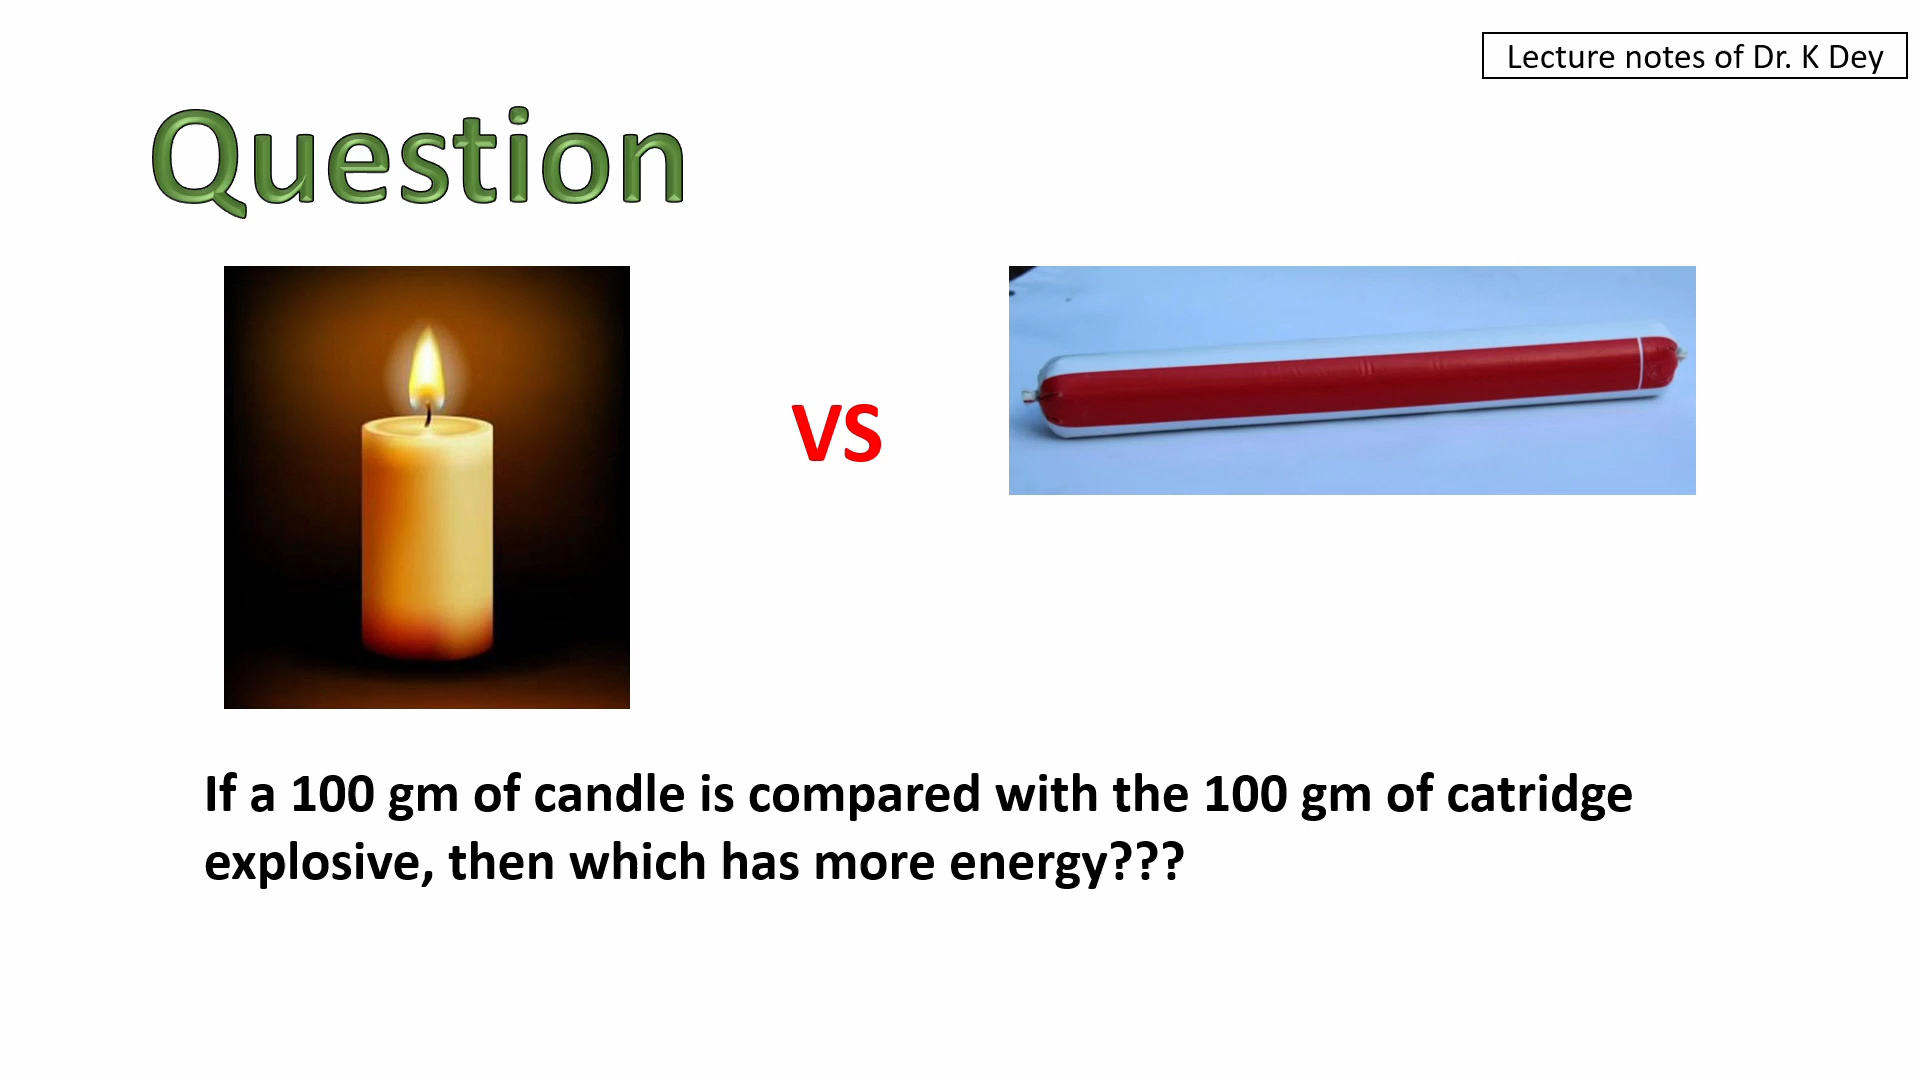 Lecture notes of Dr. K Dey
Question
VS
If a 100 gm of candle is compared with the 100 gm of catridge
explosive, then which has more energy???